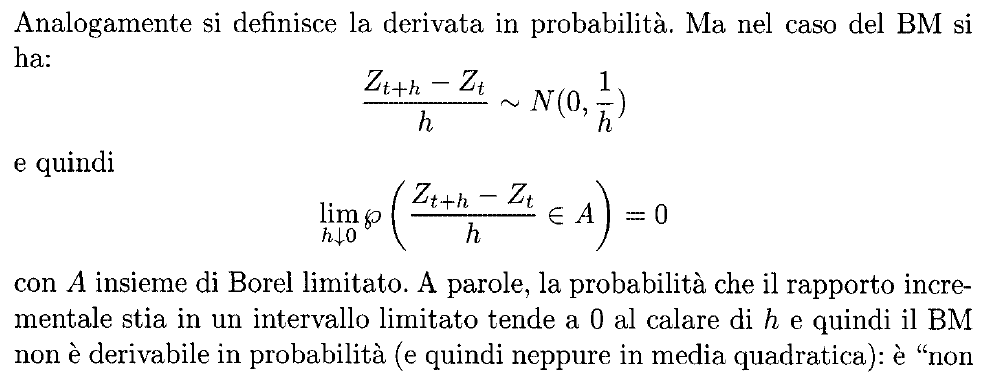 Analogamente si definisce la derivata in probabilità. Ma nel caso del BM si
ha:
\frac{Z_{t+h} - Z_t}{h} \sim N(0, \frac{1}{h})
e quindi
\lim_{h \downarrow 0} \wp \left( \frac{Z_{t+h} - Z_t}{h} \in A \right) = 0
con A insieme di Borel limitato. A parole, la probabilità che il rapporto incre-
mentale stia in un intervallo limitato tende a 0 al calare di h e quindi il BM
non è derivabile in probabilità (e quindi neppure in media quadratica): è “non